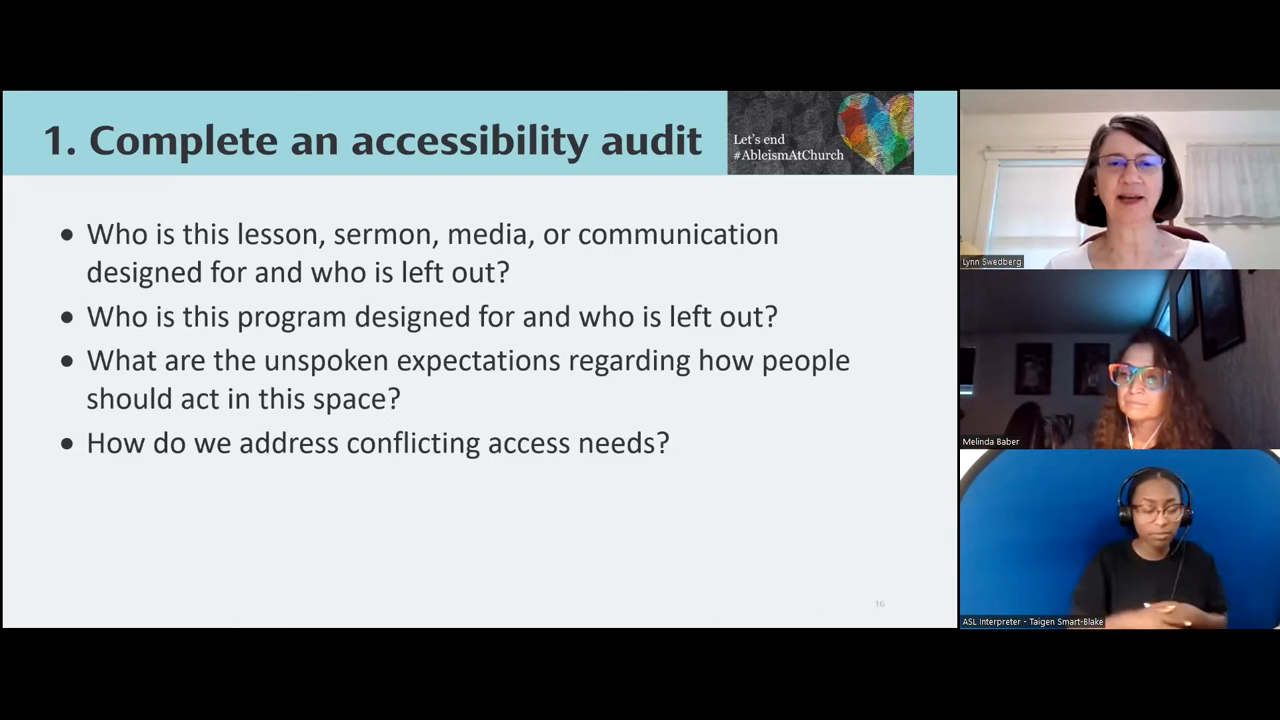 1. Complete an accessibility audit
Let's end
#AbleismAtChurch
• Who is this lesson, sermon, media, or communication
designed for and who is left out?
• Who is this program designed for and who is left out?
• What are the unspoken expectations regarding how people
should act in this space?
• How do we address conflicting access needs?
16
Lynn Swedberg
Melinda Baber
ASL Interpreter - Taigen Smart-Blake